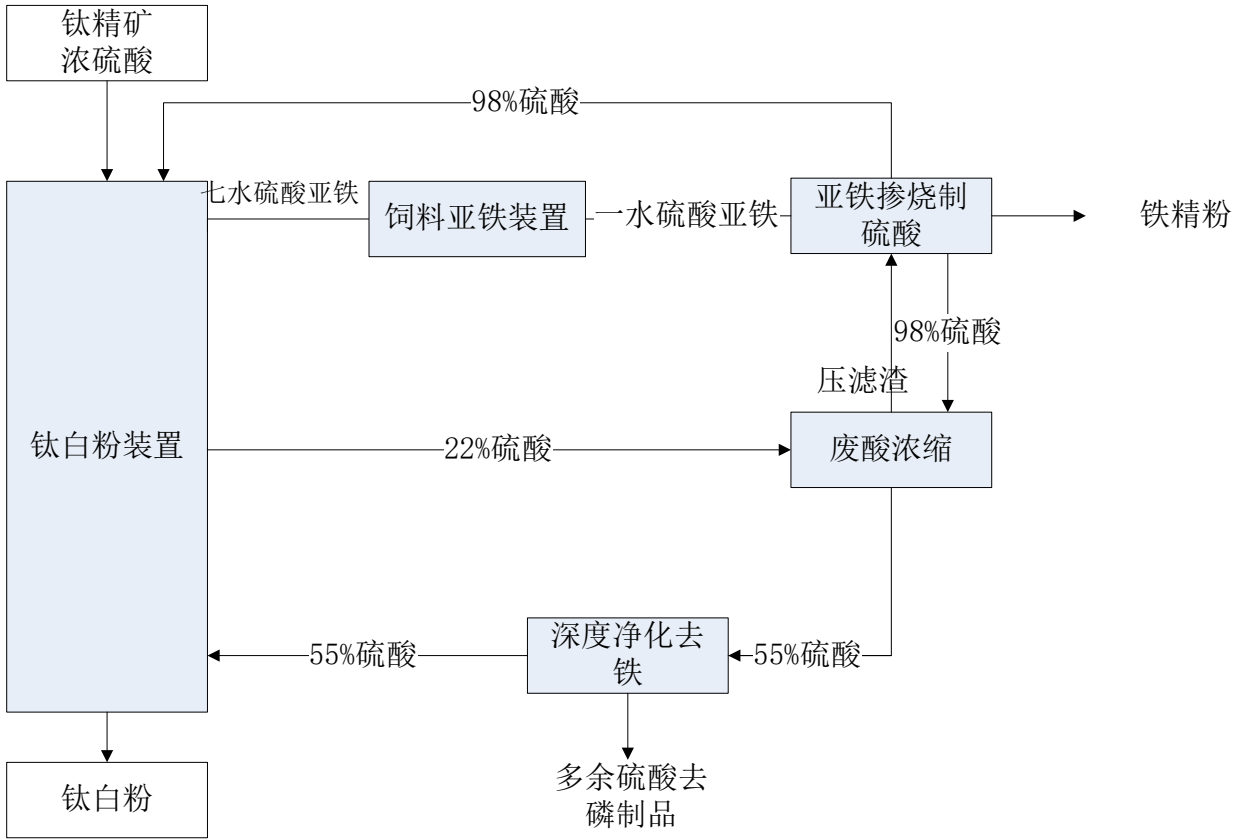 钛精矿
浓硫酸
98%硫酸
七水硫酸亚铁
饲料亚铁装置
一水硫酸亚铁
亚铁掺烧制
硫酸
铁精粉
98%硫酸
压滤渣
钛白粉装置
22%硫酸
废酸浓缩
55%硫酸
深度净化去
铁
55%硫酸
钛白粉
多余硫酸去
磷制品